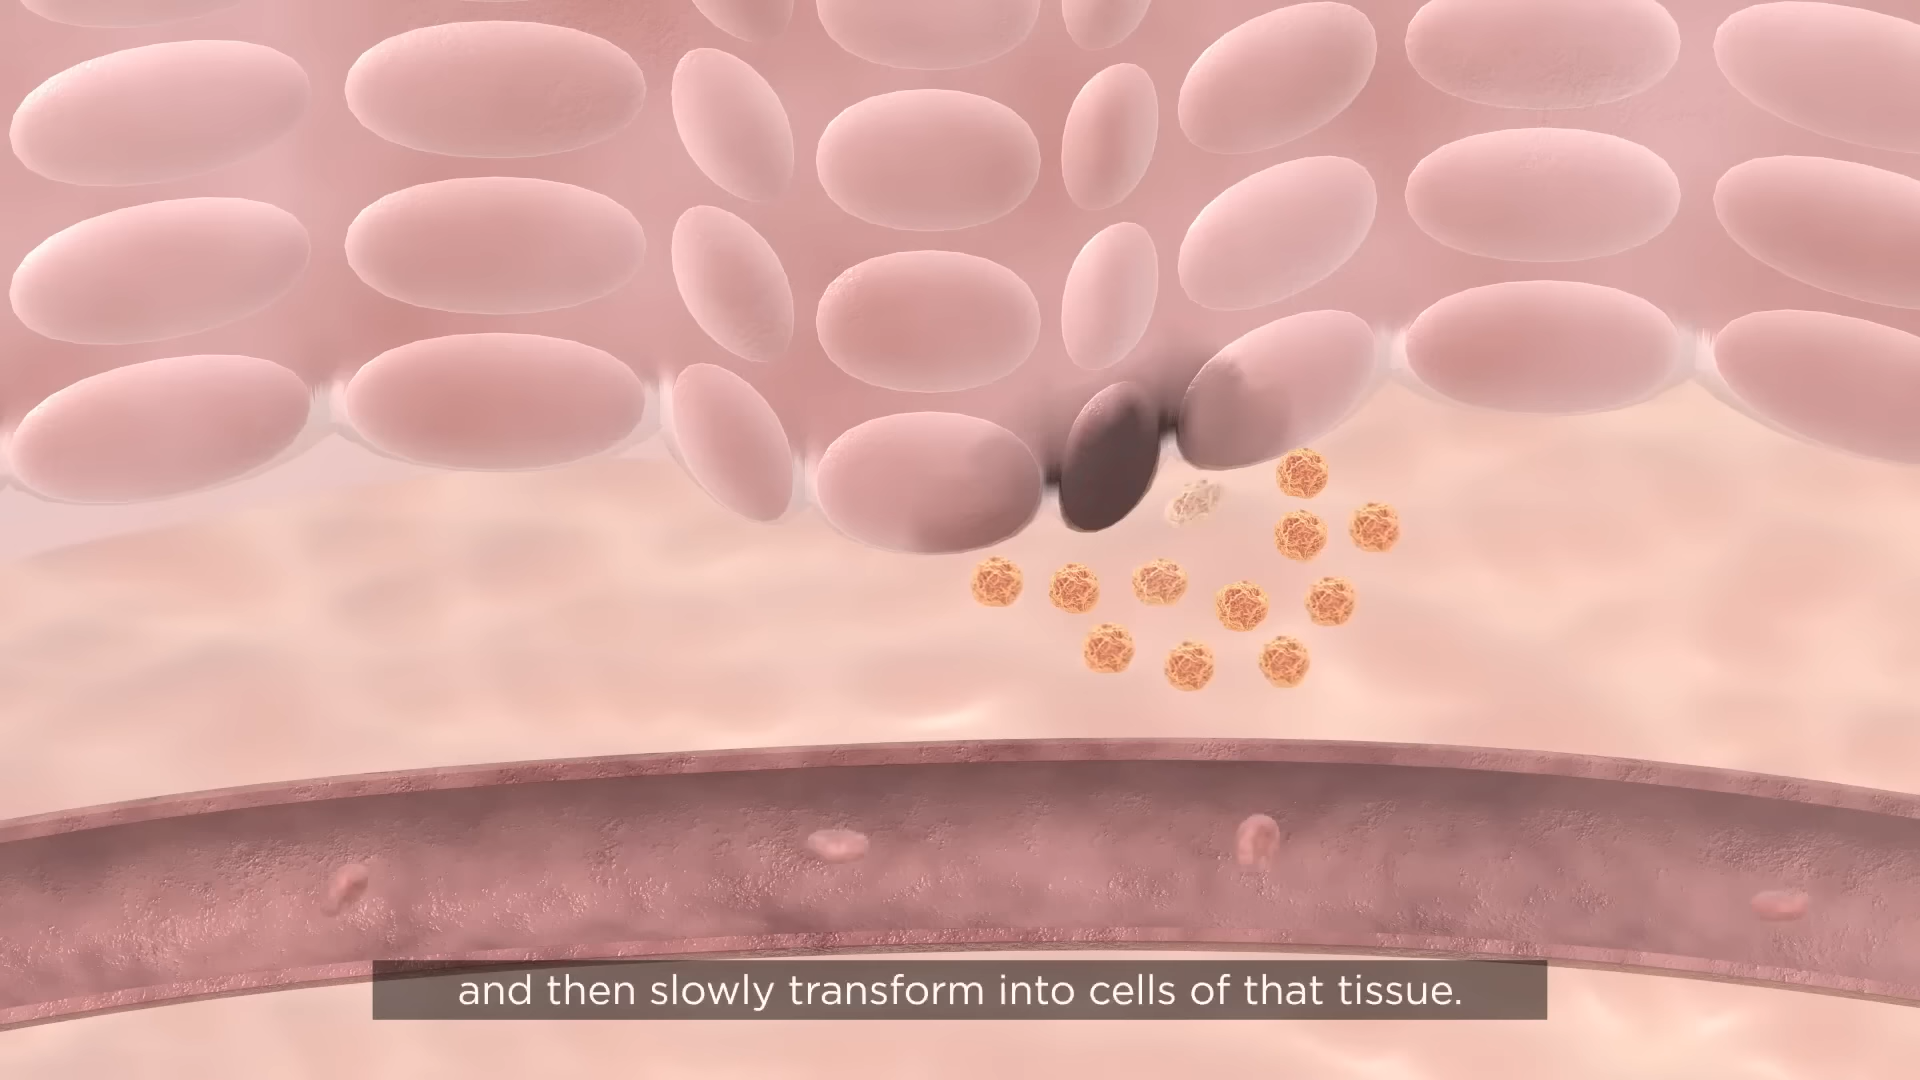 and then slowly transform into cells of that tissue.